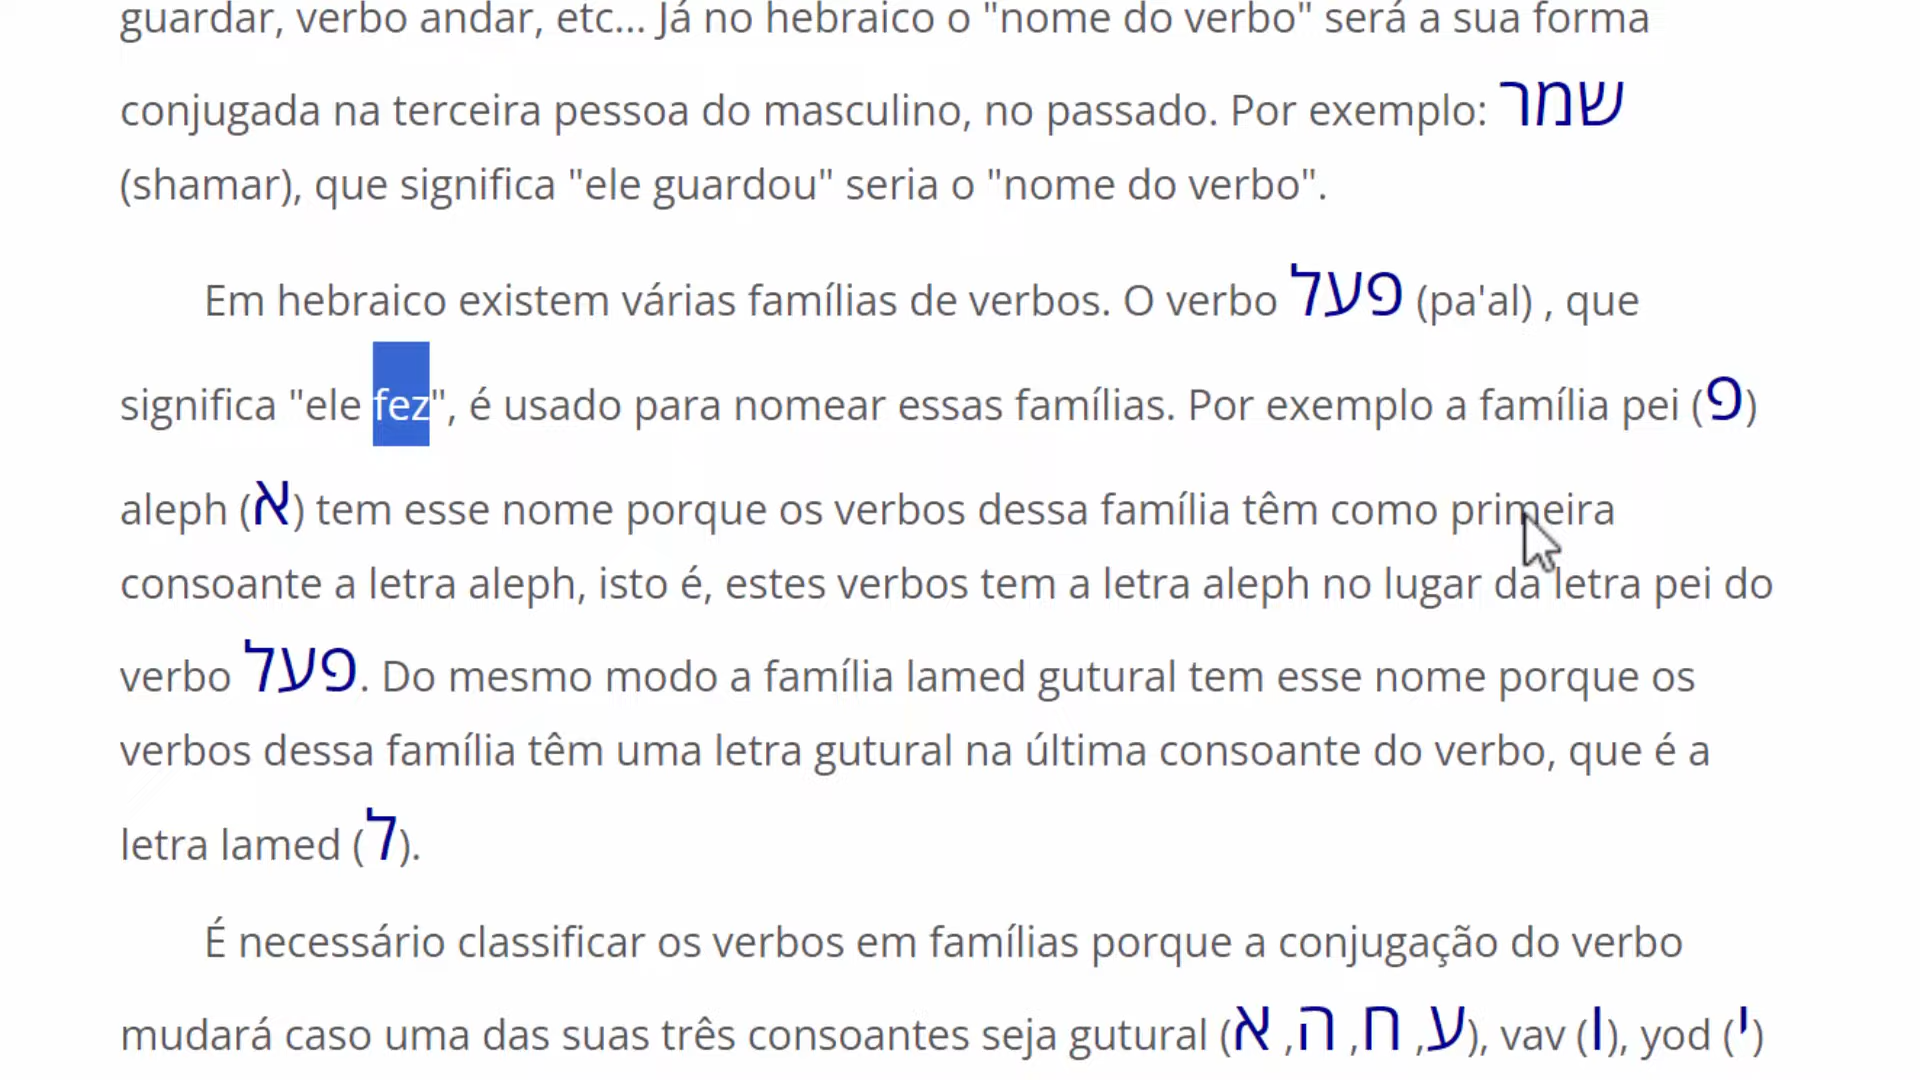 guardar, verbo andar, etc... Já no hebraico o "nome do verbo" será a sua forma
conjugada na terceira pessoa do masculino, no passado. Por exemplo: שמר
(shamar), que significa "ele guardou" seria o "nome do verbo".
Em hebraico existem várias famílias de verbos. O verbo פעל (pa'al) , que
significa "ele fez", é usado para nomear essas famílias. Por exemplo a família pei (פ)
aleph (א) tem esse nome porque os verbos dessa família têm como primeira
consoante a letra aleph, isto é, estes verbos tem a letra aleph no lugar da letra pei do
verbo פעל. Do mesmo modo a família lamed gutural tem esse nome porque os
verbos dessa família têm uma letra gutural na última consoante do verbo, que é a
letra lamed (ל).
É necessário classificar os verbos em famílias porque a conjugação do verbo
mudará caso uma das suas três consoantes seja gutural (ע, ח, ה, א), vav (ו), yod (י)